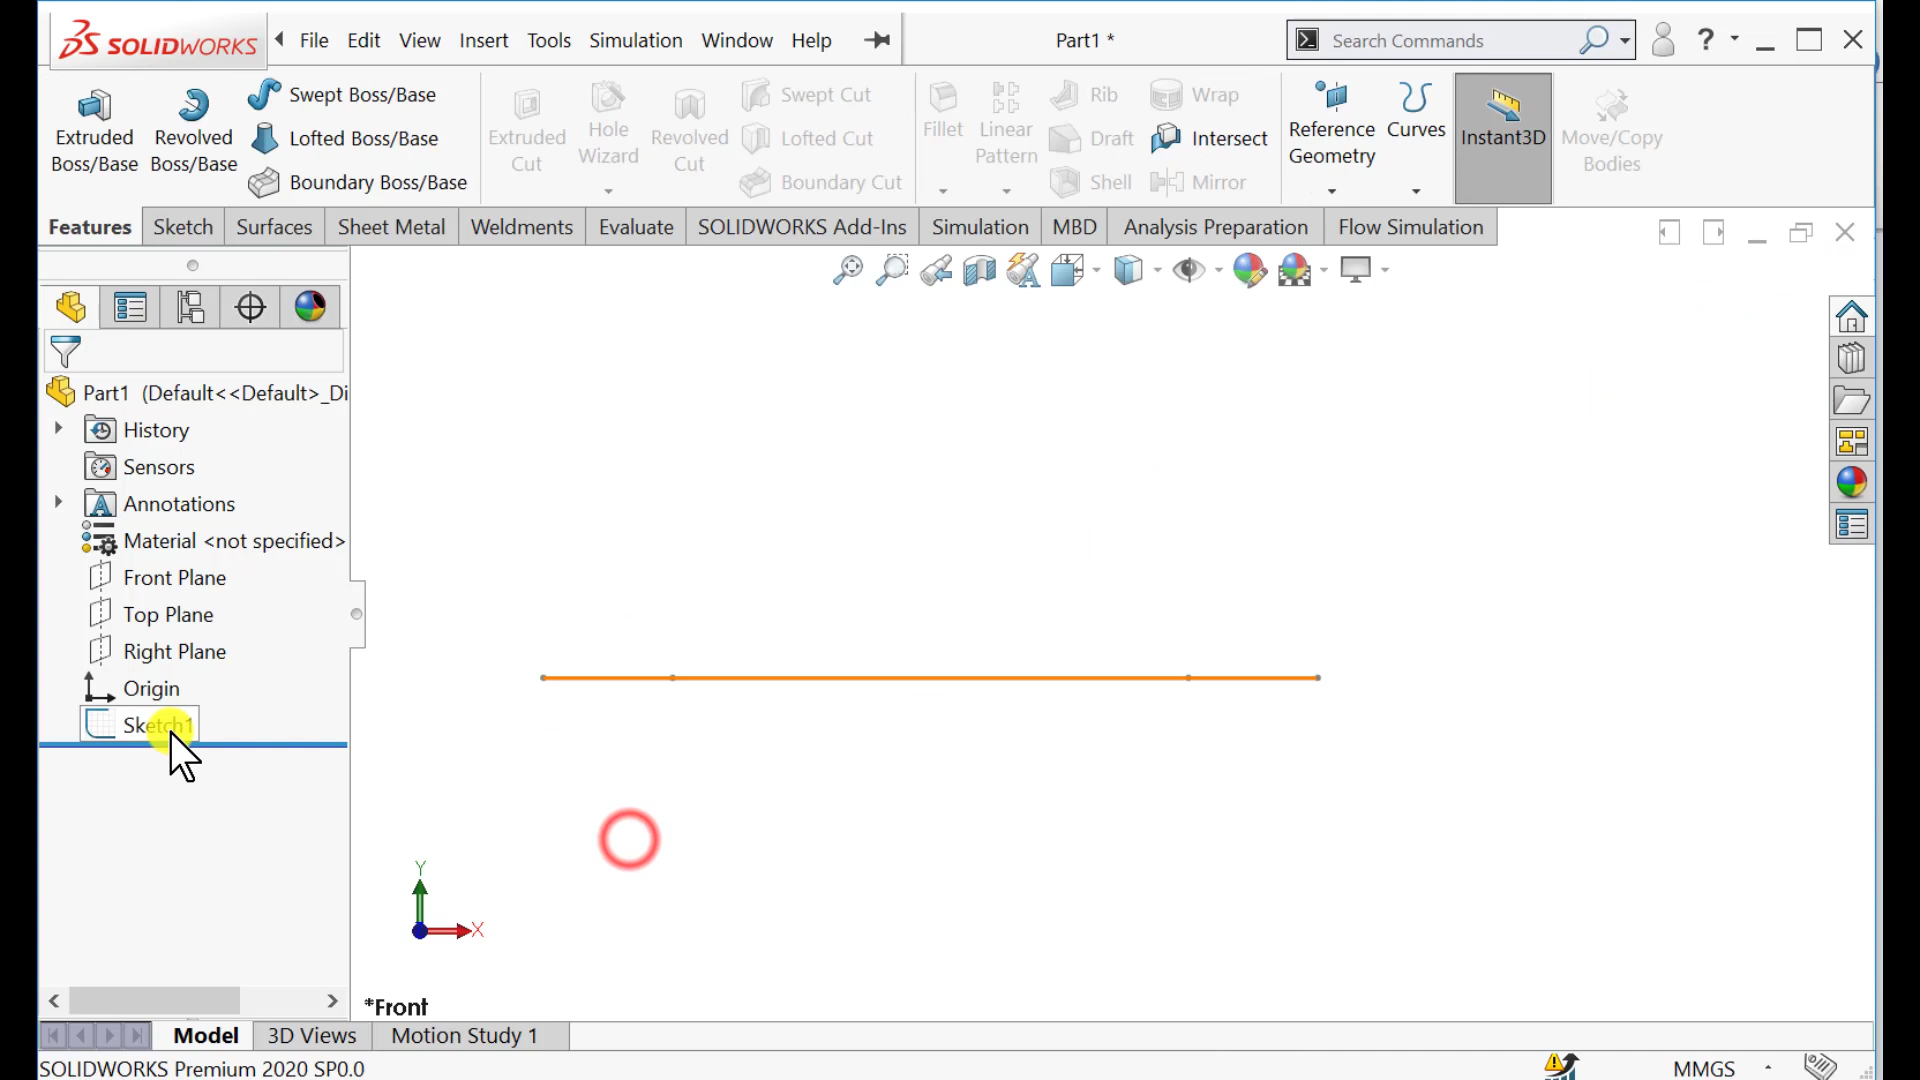 SOLIDWORKS File Edit View Insert Tools Simulation Window Help Part1 * Search Commands ?
Extruded Boss/Base
Revolved Boss/Base
Swept Boss/Base
Lofted Boss/Base
Boundary Boss/Base
Extruded Cut
Hole Wizard
Revolved Cut
Swept Cut
Lofted Cut
Boundary Cut
Fillet
Linear Pattern
Rib
Draft
Shell
Wrap
Intersect
Mirror
Reference Geometry
Curves
Instant3D
Move/Copy Bodies
Features Sketch Surfaces Sheet Metal Weldments Evaluate SOLIDWORKS Add-Ins Simulation MBD Analysis Preparation Flow Simulation
Part1 (Default<<Default>_Di
History
Sensors
Annotations
Material <not specified>
Front Plane
Top Plane
Right Plane
Origin
Sketch1
Y
X
*Front
Model 3D Views Motion Study 1
SOLIDWORKS Premium 2020 SP0.0 MMGS